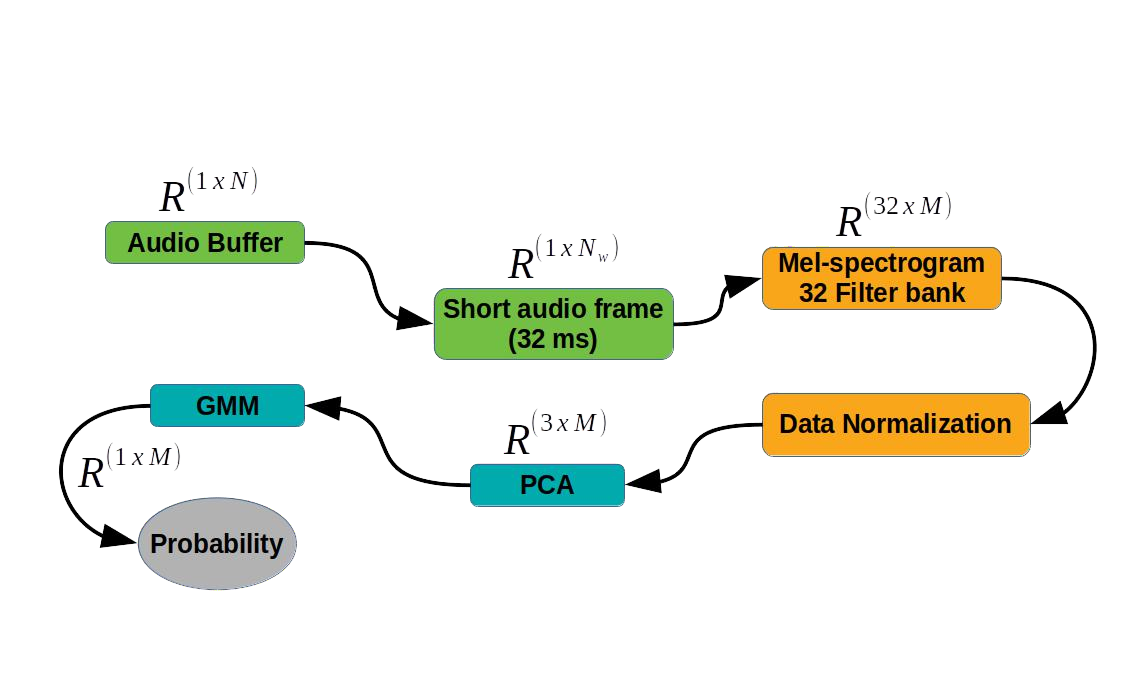 R^(1 x N)
Audio Buffer
R^(1 x N_w)
Short audio frame
(32 ms)
R^(32 x M)
Mel-spectrogram
32 Filter bank
Data Normalization
R^(3 x M)
PCA
GMM
R^(1 x M)
Probability